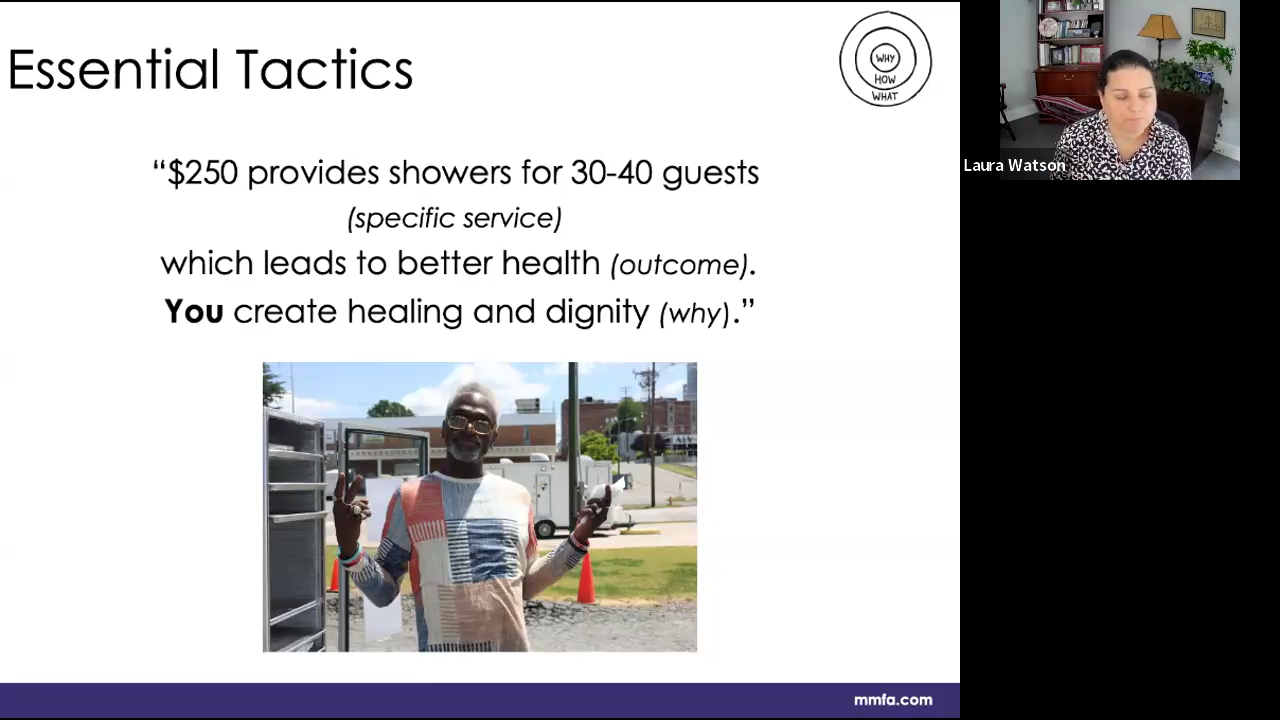 Essential Tactics
WHY
HOW
WHAT
“$250 provides showers for 30-40 guests
(specific service)
which leads to better health (outcome).
You create healing and dignity (why).”
mmfa.com
Laura Watson